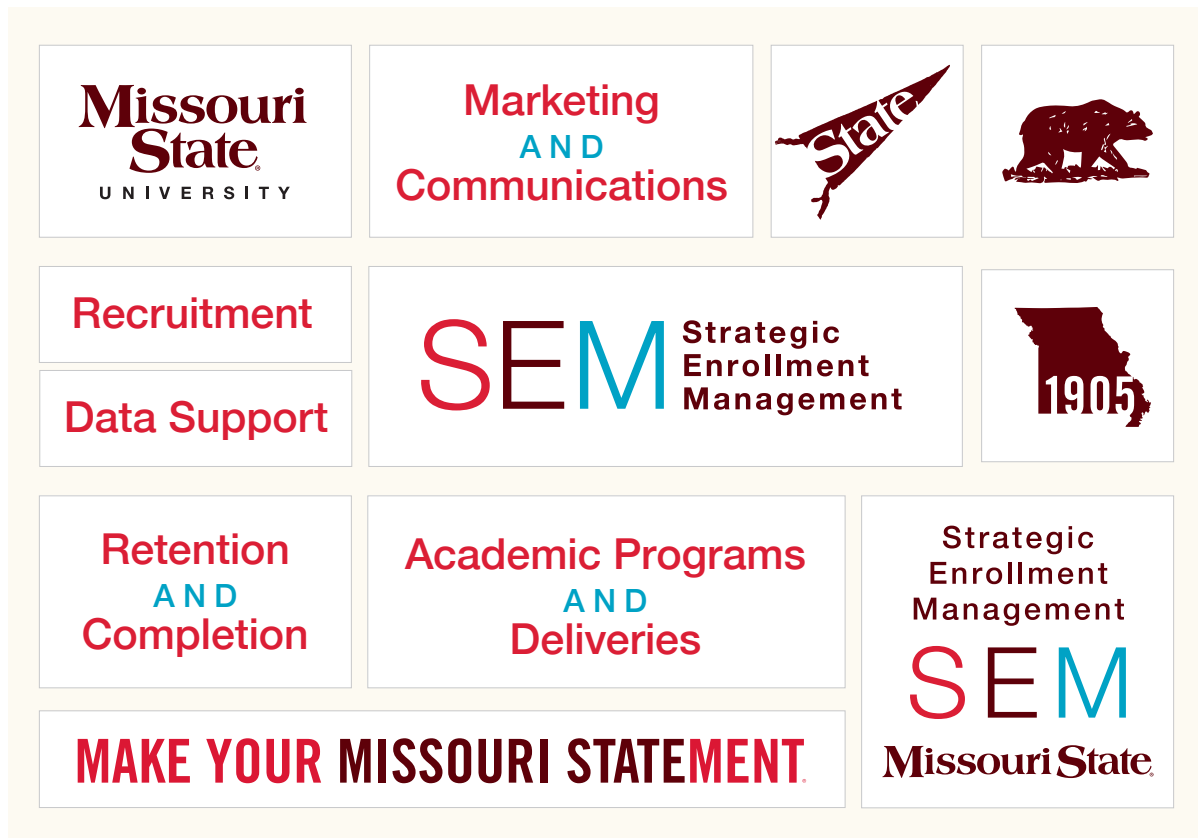 Missouri
State®
UNIVERSITY
Marketing
AND
Communications
State
Recruitment
Data Support
SEM
Strategic
Enrollment
Management
1905
Retention
AND
Completion
Academic Programs
AND
Deliveries
Strategic
Enrollment
Management
SEM
Missouri State®
MAKE YOUR MISSOURI STATEMENT®